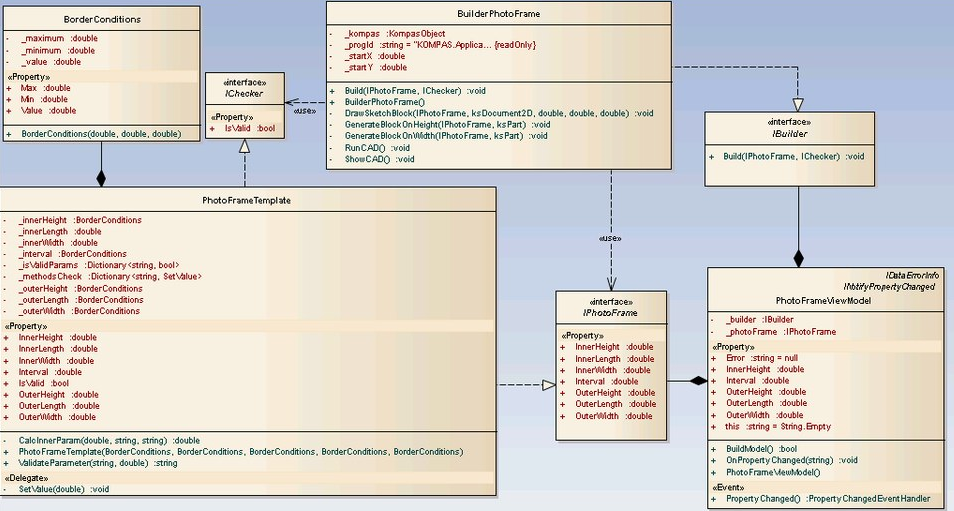 BorderConditions
- _maximum :double
- _minimum :double
- _value :double
«Property»
+ Max :double
+ Min :double
+ Value :double
+ BorderConditions(double, double, double)
«interface»
IChecker
«Property»
+ IsValid :bool
«use»
BuilderPhotoFrame
- _kompas :KompasObject
- _progId :string = "KOMPAS.Applica... {readOnly}
- _startX :double
- _startY :double
+ Build(IPhotoFrame, IChecker) :void
+ BuilderPhotoFrame()
- DrawSketchBlock(IPhotoFrame, ksDocument2D, double, double, double) :void
- GenerateBlockOnHeight(IPhotoFrame, ksPart) :void
- GenerateBlockOnWidth(IPhotoFrame, ksPart) :void
- RunCAD() :void
- ShowCAD() :void
«interface»
IBuilder
+ Build(IPhotoFrame, IChecker) :void
PhotoFrameTemplate
- _innerHeight :BorderConditions
- _innerLength :double
- _innerWidth :double
- _interval :BorderConditions
- _isValidParams :Dictionary<string, bool>
- _methodsCheck :Dictionary<string, SetValue>
- _outerHeight :BorderConditions
- _outerLength :BorderConditions
- _outerWidth :BorderConditions
«Property»
+ InnerHeight :double
+ InnerLength :double
+ InnerWidth :double
+ Interval :double
+ IsValid :bool
+ OuterHeight :double
+ OuterLength :double
+ OuterWidth :double
- CalcInnerParam(double, string, string) :double
+ PhotoFrameTemplate(BorderConditions, BorderConditions, BorderConditions, BorderConditions, BorderConditions)
- ValidateParameter(string, double) :string
«Delegate»
- SetValue(double) :void
«use»
«interface»
IPhotoFrame
«Property»
+ InnerHeight :double
+ InnerLength :double
+ InnerWidth :double
+ Interval :double
+ OuterHeight :double
+ OuterLength :double
+ OuterWidth :double
IDataErrorInfo
INotifyPropertyChanged
PhotoFrameViewModel
- _builder :IBuilder
- _photoFrame :IPhotoFrame
«Property»
+ Error :string = null
+ InnerHeight :double
+ Interval :double
+ OuterHeight :double
+ OuterLength :double
+ OuterWidth :double
+ this :string = String.Empty
+ BuildModel() :bool
- OnPropertyChanged(string) :void
+ PhotoFrameViewModel()
«Event»
+ PropertyChanged() :PropertyChangedEventHandler